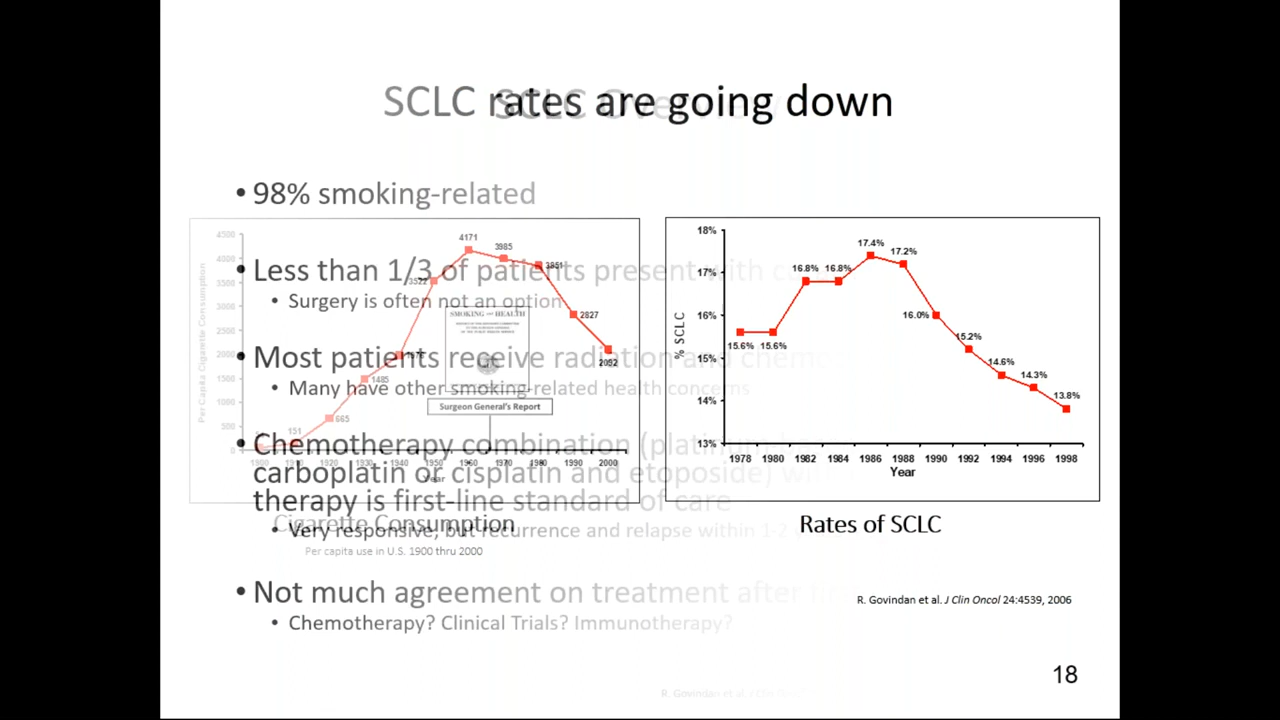 SCLC rates are going down
SCLC Overview
• 98% smoking-related
• Less than 1/3 of patients present with
• Surgery is often not an option
• Most patients receive radiation and chemo
• Many have other smoking-related health concerns
• Chemotherapy combination (platinum
carboplatin or cisplatin and etoposide)
therapy is first-line standard of care
• Very responsive, but recurrence and relapse within 1-2
• Not much agreement on treatment after
• Chemotherapy? Clinical Trials? Immunotherapy?
Per Capita Cigarette Consumption
4500
4000
3500
3000
2500
2000
1500
1000
500
0
151
665
1485
3522
4171
3985
3851
2827
2092
SMOKING AND HEALTH
Surgeon General's Report
1900 1910 1920 1930 1940 1950 1960 1970 1980 1990 2000
Year
Cigarette Consumption
Per capita use in U.S. 1900 thru 2000
% SCLC
18%
17%
16%
15%
14%
13%
15.6% 15.6% 16.8% 16.8% 17.4% 17.2% 16.0% 15.2% 14.6% 14.3% 13.8%
1978 1980 1982 1984 1986 1988 1990 1992 1994 1996 1998
Year
Rates of SCLC
R. Govindan et al. J Clin Oncol 24:4539, 2006
18
R. Govindan et al.